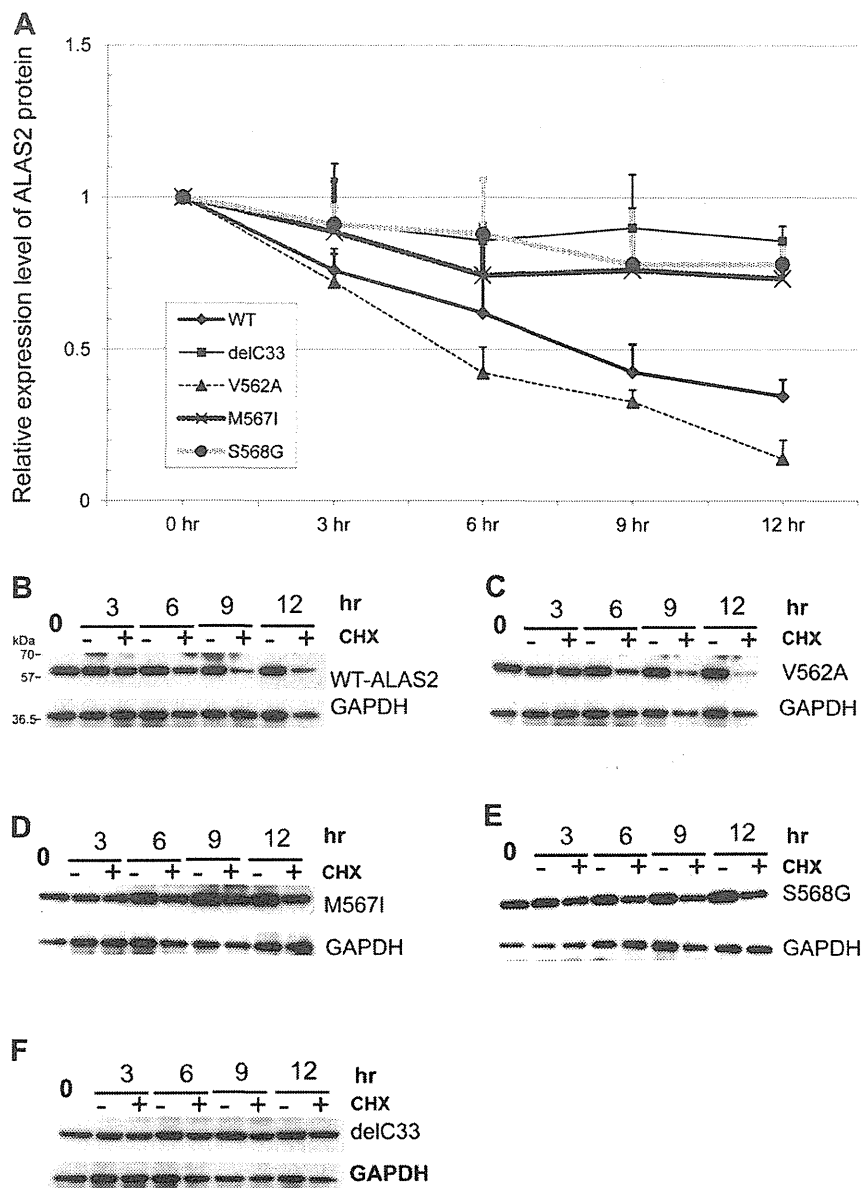 A
Relative expression level of ALAS2 protein
1.5
1
0.5
0
WT
delC33
V562A
M567I
S568G
0 hr 3 hr 6 hr 9 hr 12 hr
B
0 3 6 9 12 hr
- + - + - + - + CHX
kDa
70-
57-
WT-ALAS2
36.5-
GAPDH
C
0 3 6 9 12 hr
- + - + - + - + CHX
V562A
GAPDH
D
0 3 6 9 12 hr
- + - + - + - + CHX
M567I
GAPDH
E
0 3 6 9 12 hr
- + - + - + - + CHX
S568G
GAPDH
F
0 3 6 9 12 hr
- + - + - + - + CHX
delC33
GAPDH